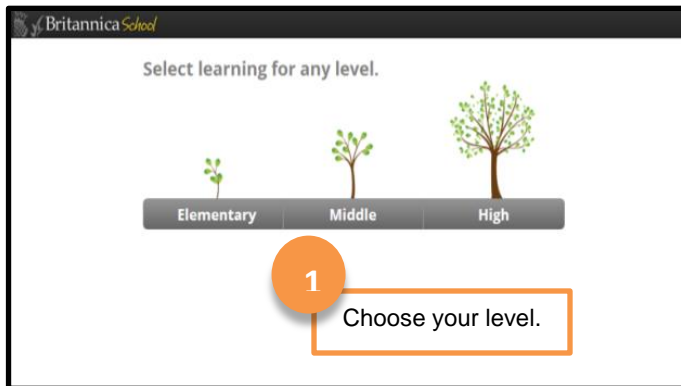 Britannica School
Select learning for any level.
Elementary Middle High
1
Choose your level.